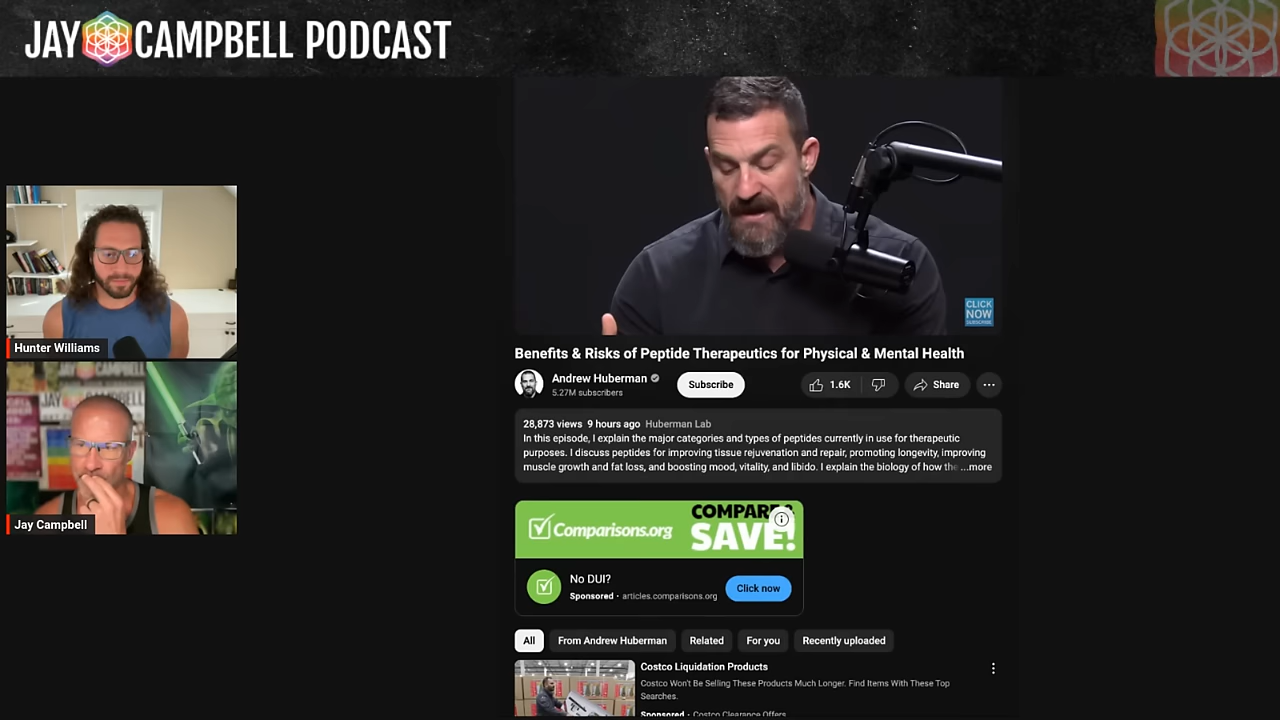 JAY CAMPBELL PODCAST
Hunter Williams
Jay Campbell
CLICK
NOW
SUBSCRIBE
Benefits & Risks of Peptide Therapeutics for Physical & Mental Health
Andrew Huberman
5.27M subscribers
Subscribe
1.6K
Share
28,873 views 9 hours ago Huberman Lab
In this episode, I explain the major categories and types of peptides currently in use for therapeutic
purposes. I discuss peptides for improving tissue rejuvenation and repair, promoting longevity, improving
muscle growth and fat loss, and boosting mood, vitality, and libido. I explain the biology of how the ...more
Comparisons.org
COMPARE &
SAVE!
No DUI?
Sponsored · articles.comparisons.org
Click now
All
From Andrew Huberman
Related
For you
Recently uploaded
Costco Liquidation Products
Costco Won't Be Selling These Products Much Longer. Find Items With These Top
Searches.
Sponsored · Costco Clearance Offers